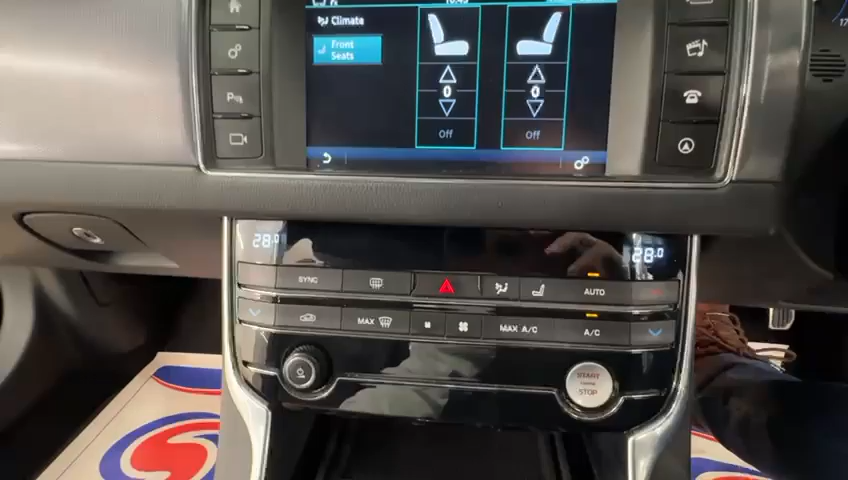 Climate
Front
Seats
0
0
Off
Off
28.0
28.0
SYNC
AUTO
MAX
MAX A/C
A/C
START
STOP